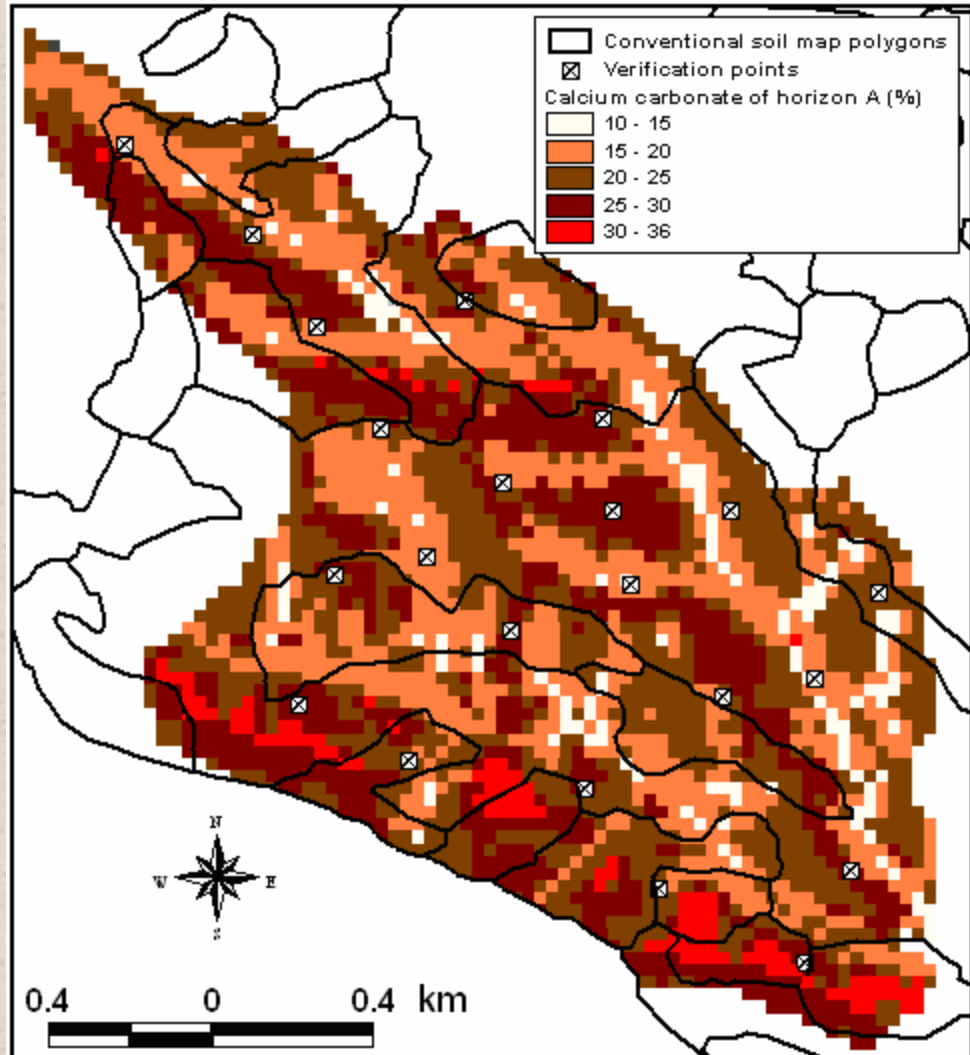 Conventional soil map polygons
Verification points
Calcium carbonate of horizon A (%)
10 - 15
15 - 20
20 - 25
25 - 30
30 - 36
N
W E
S
0.4 0 0.4 km